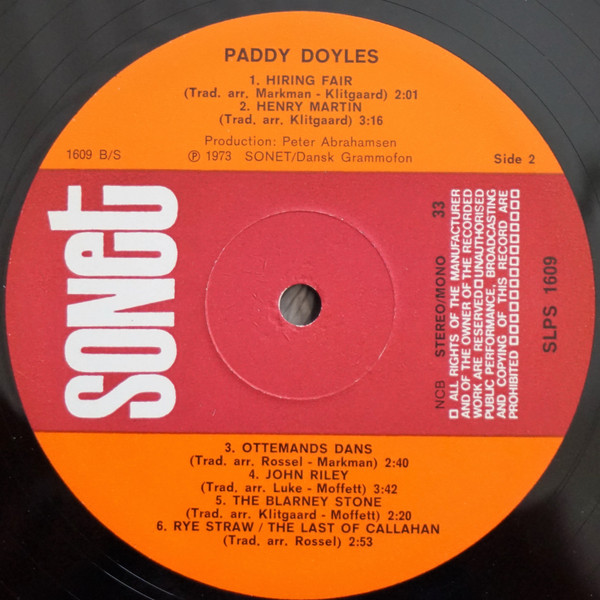 PADDY DOYLES
1. HIRING FAIR
(Trad. arr. Markman - Klitgaard) 2:01
2. HENRY MARTIN
(Trad. arr. Klitgaard) 3:16
Production: Peter Abrahamsen
1609 B/S
Ⓟ 1973 SONET/Dansk Grammofon
Side 2
sonet
NCB STEREO/MONO 33
□ ALL RIGHTS OF THE MANUFACTURER
AND OF THE OWNER OF THE RECORDED
WORK ARE RESERVED □ UNAUTHORISED
PUBLIC PERFORMANCE, BROADCASTING
AND COPYING OF THIS RECORD ARE
PROHIBITED □□□□□□□□□□□□
SLPS 1609
3. OTTEMANDS DANS
(Trad. arr. Rossel - Markman) 2:40
4. JOHN RILEY
(Trad. arr. Luke - Moffett) 3:42
5. THE BLARNEY STONE
(Trad. arr. Klitgaard - Moffett) 2:20
6. RYE STRAW / THE LAST OF CALLAHAN
(Trad. arr. Rossel) 2:53